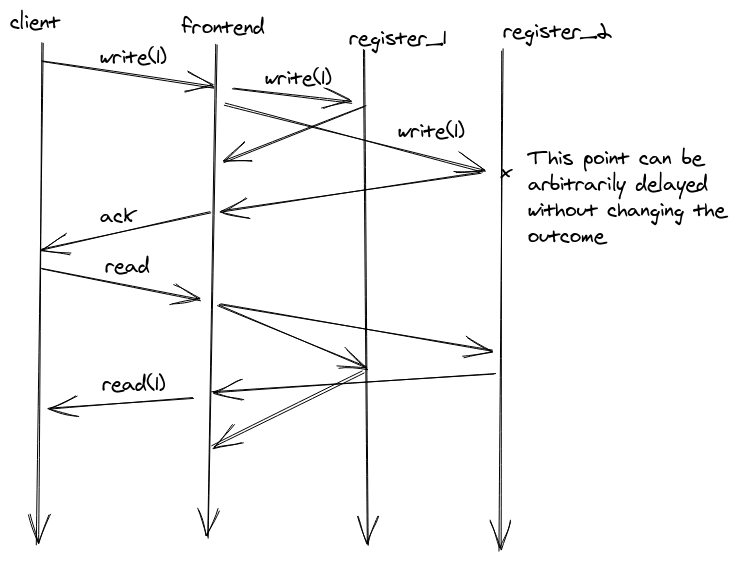 client
frontend
register_1
register_2
write(1)
write(1)
write(1)
This point can be
arbitrarily delayed
without changing the
outcome
x
ack
read
read(1)